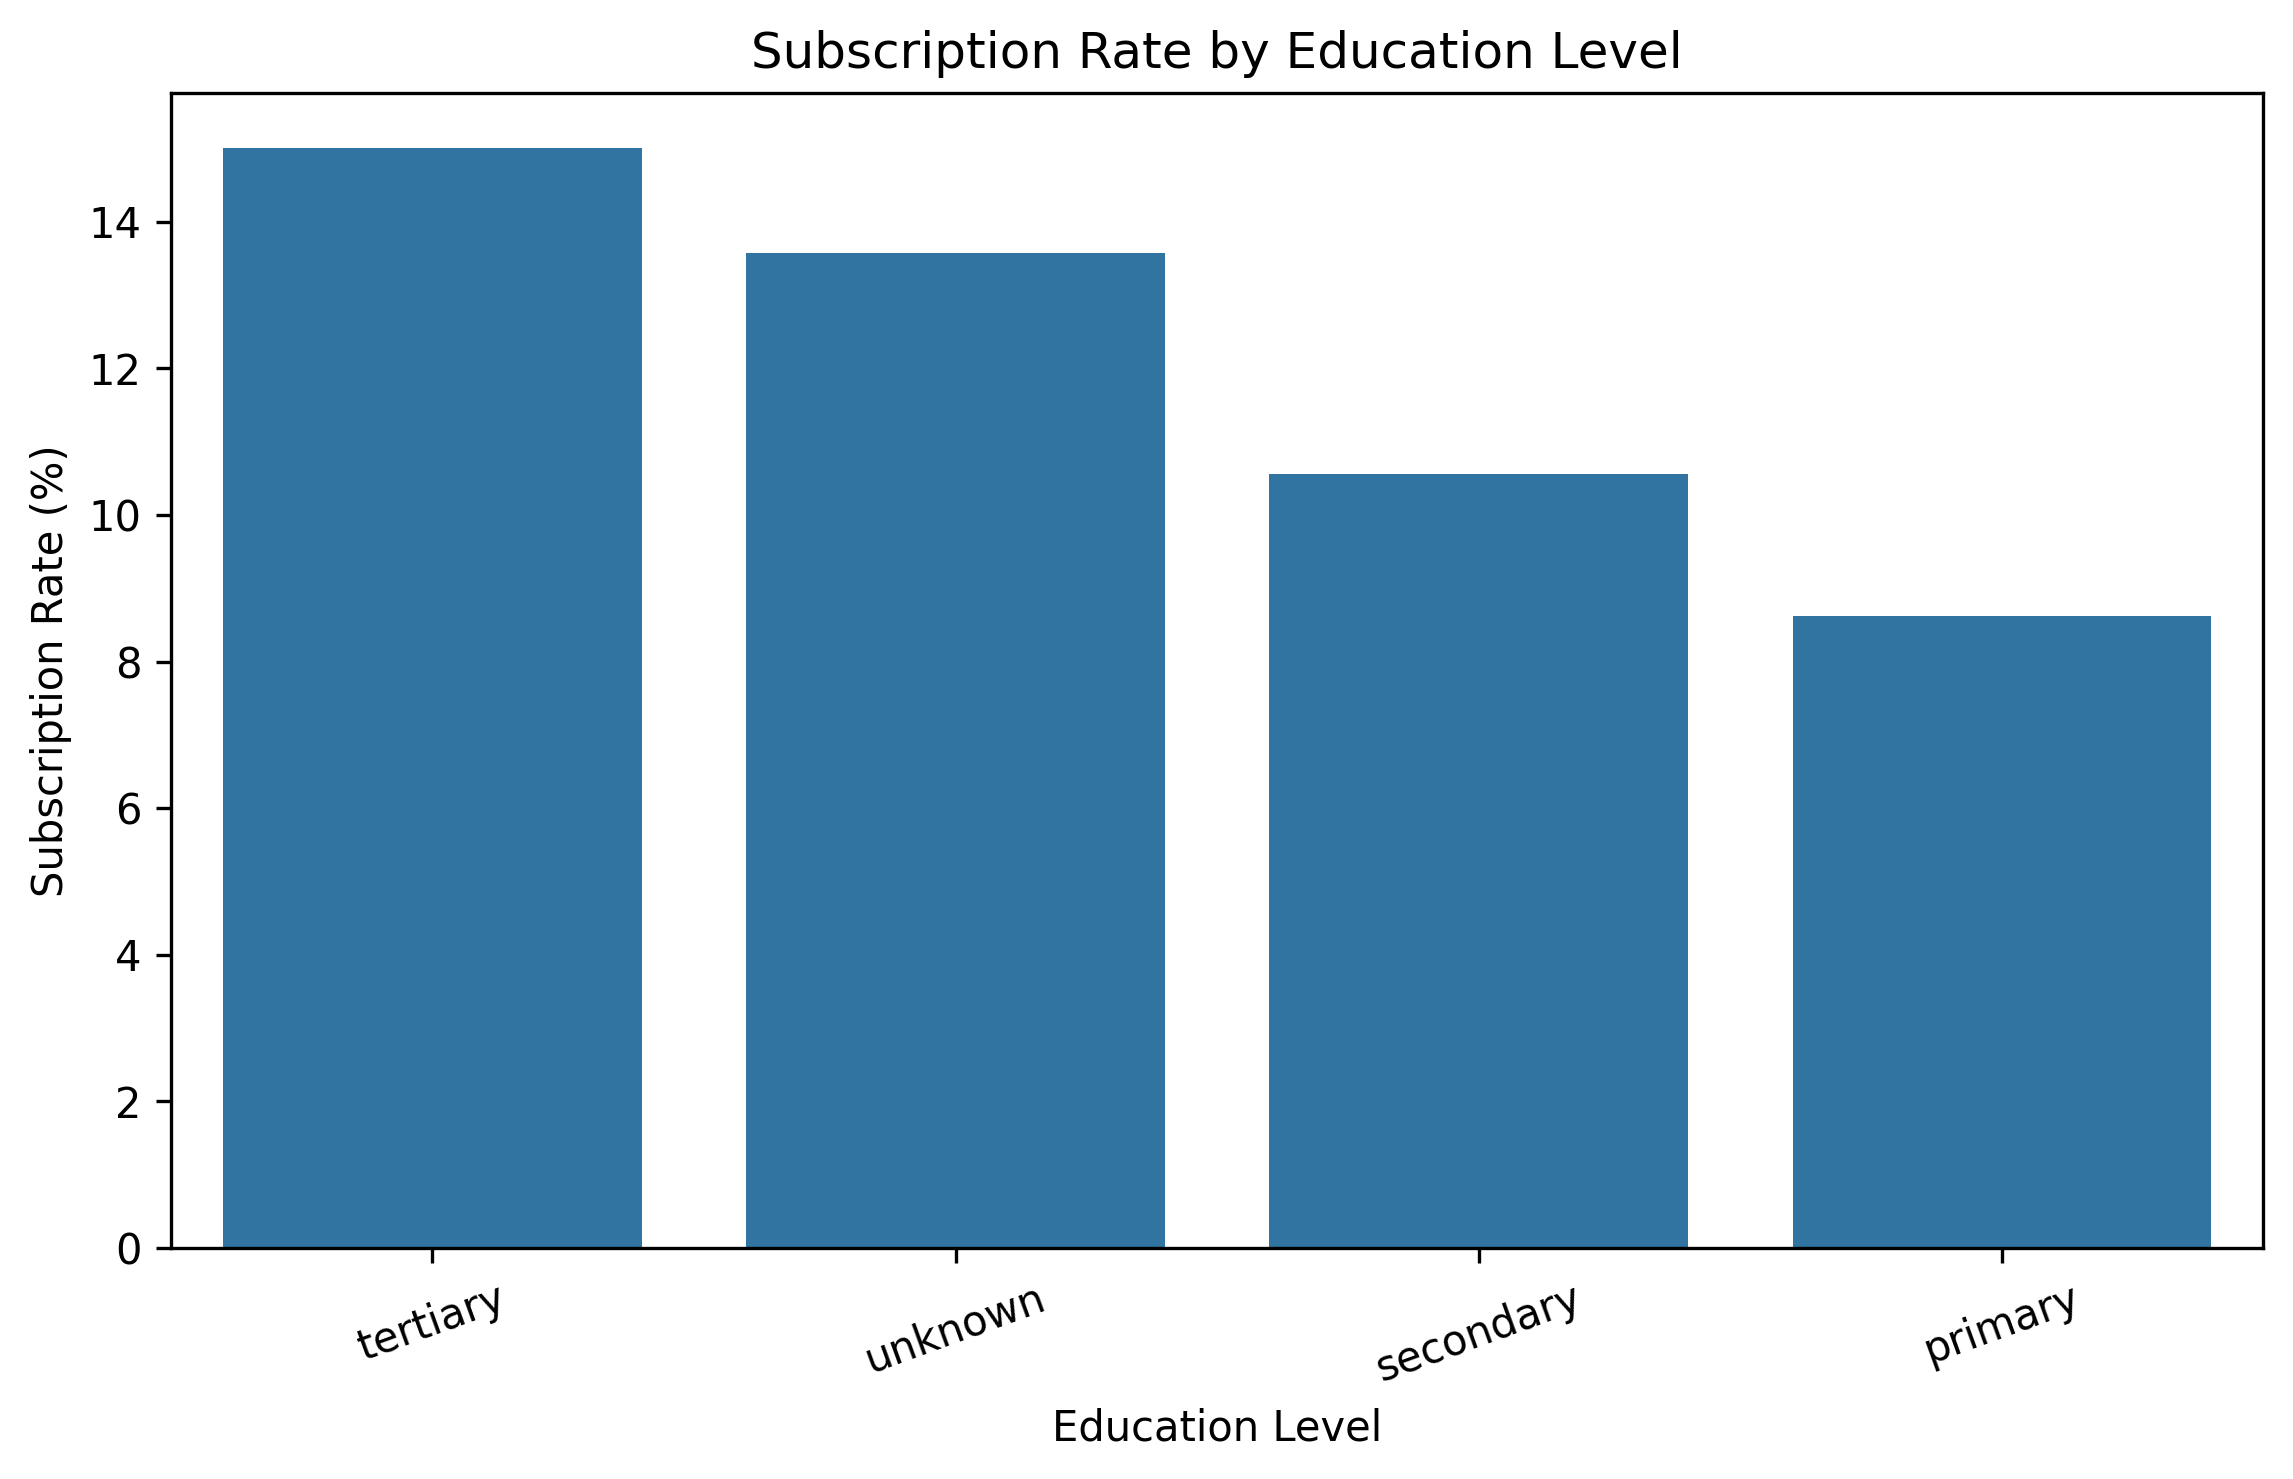 Subscription Rate by Education Level
Subscription Rate (%)
14
12
10
8
6
4
2
0
tertiary
unknown
secondary
primary
Education Level